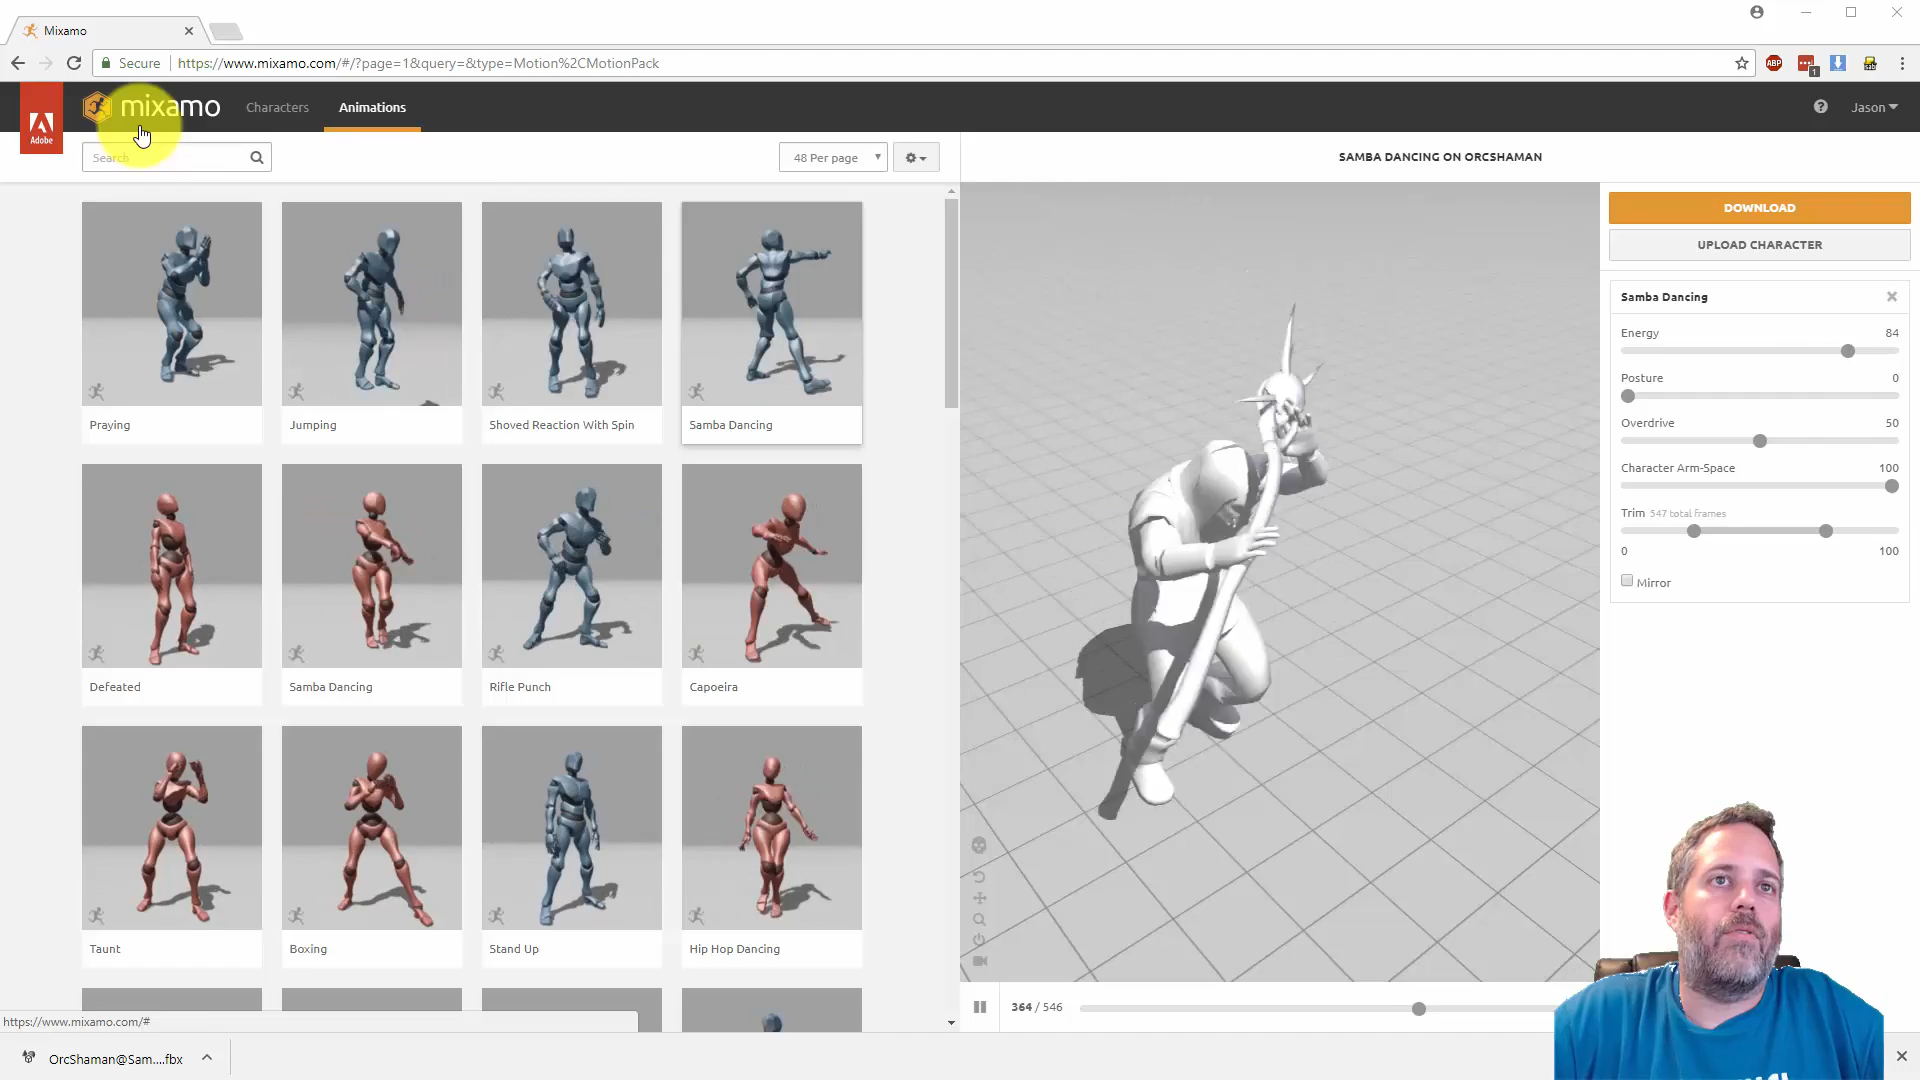 Mixamo
Secure
https://www.mixamo.com/#/?page=1&query=&type=Motion%2CMotionPack
ABP
1
Adobe
mixamo
Characters
Animations
Jason
Search
48 Per page
SAMBA DANCING ON ORCSHAMAN
DOWNLOAD
UPLOAD CHARACTER
Samba Dancing
Energy
84
Posture
0
Overdrive
50
Character Arm-Space
100
Trim 547 total frames
0
100
Mirror
Praying
Jumping
Shoved Reaction With Spin
Samba Dancing
Defeated
Samba Dancing
Rifle Punch
Capoeira
Taunt
Boxing
Stand Up
Hip Hop Dancing
364 / 546
https://www.mixamo.com/#
OrcShaman@Sam....fbx